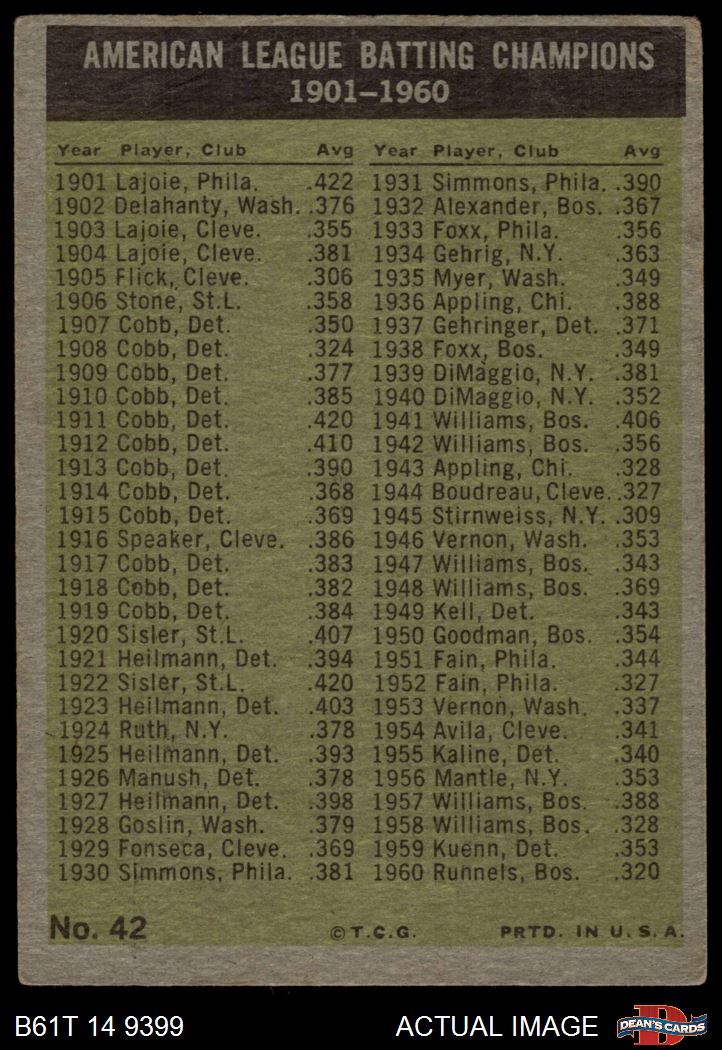 AMERICAN LEAGUE BATTING CHAMPIONS
1901-1960
Year Player, Club Avg
1901 Lajoie, Phila. .422
1902 Delahanty, Wash. .376
1903 Lajoie, Cleve. .355
1904 Lajoie, Cleve. .381
1905 Flick, Cleve. .306
1906 Stone, St.L. .358
1907 Cobb, Det. .350
1908 Cobb, Det. .324
1909 Cobb, Det. .377
1910 Cobb, Det. .385
1911 Cobb, Det. .420
1912 Cobb, Det. .410
1913 Cobb, Det. .390
1914 Cobb, Det. .368
1915 Cobb, Det. .369
1916 Speaker, Cleve. .386
1917 Cobb, Det. .383
1918 Cobb, Det. .382
1919 Cobb, Det. .384
1920 Sisler, St.L. .407
1921 Heilmann, Det. .394
1922 Sisler, St.L. .420
1923 Heilmann, Det. .403
1924 Ruth, N.Y. .378
1925 Heilmann, Det. .393
1926 Manush, Det. .378
1927 Heilmann, Det. .398
1928 Goslin, Wash. .379
1929 Fonseca, Cleve. .369
1930 Simmons, Phila. .381
Year Player, Club Avg
1931 Simmons, Phila. .390
1932 Alexander, Bos. .367
1933 Foxx, Phila. .356
1934 Gehrig, N.Y. .363
1935 Myer, Wash. .349
1936 Appling, Chi. .388
1937 Gehringer, Det. .371
1938 Foxx, Bos. .349
1939 DiMaggio, N.Y. .381
1940 DiMaggio, N.Y. .352
1941 Williams, Bos. .406
1942 Williams, Bos. .356
1943 Appling, Chi. .328
1944 Boudreau, Cleve. .327
1945 Stirnweiss, N.Y. .309
1946 Vernon, Wash. .353
1947 Williams, Bos. .343
1948 Williams, Bos. .369
1949 Kell, Det. .343
1950 Goodman, Bos. .354
1951 Fain, Phila. .344
1952 Fain, Phila. .327
1953 Vernon, Wash. .337
1954 Avila, Cleve. .341
1955 Kaline, Det. .340
1956 Mantle, N.Y. .353
1957 Williams, Bos. .388
1958 Williams, Bos. .328
1959 Kuenn, Det. .353
1960 Runnels, Bos. .320
No. 42 ©T.C.G. PRTD. IN U.S.A.
B61T 14 9399 ACTUAL IMAGE D DEAN'S CARDS